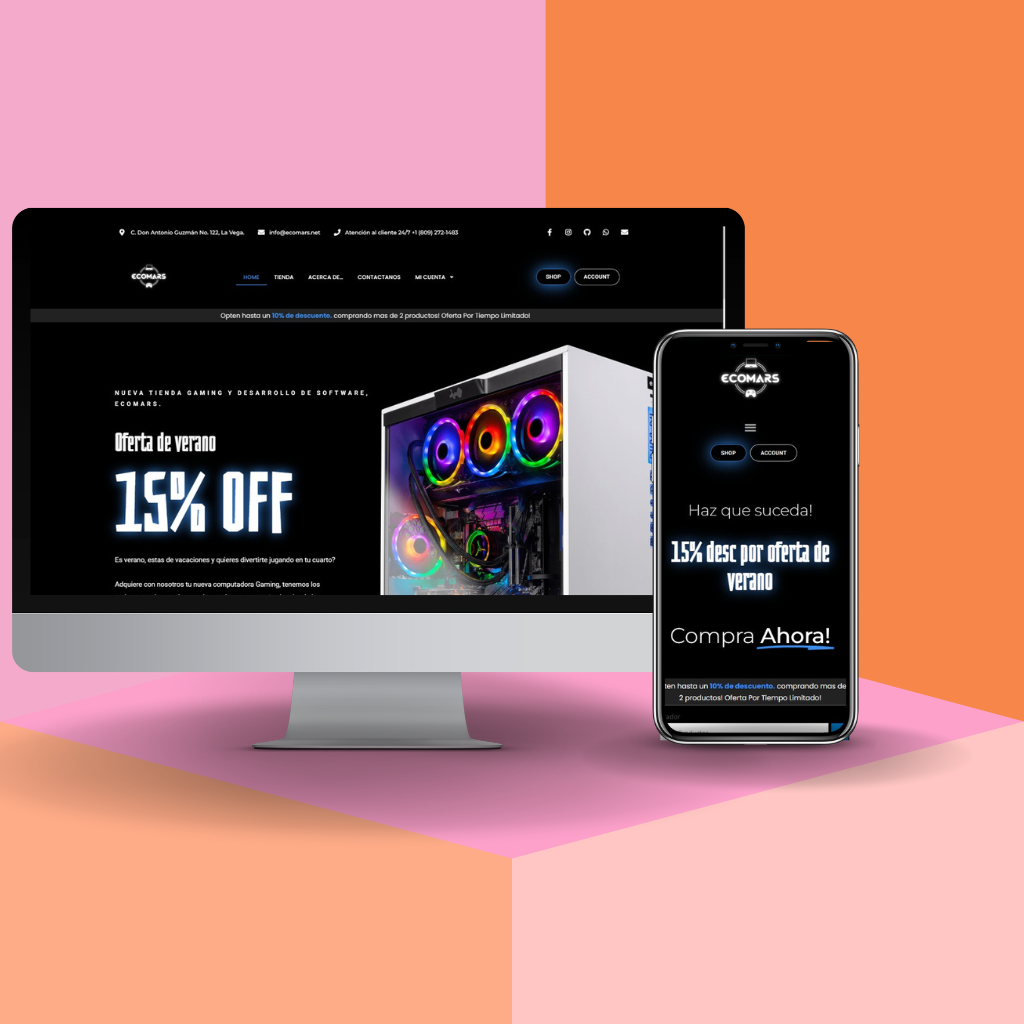 C. Don Antonio Guzmán No. 122, La Vega. info@ecomars.net Atención al cliente 24/7 +1 (809) 272-1483
ECOMARS
HOME TIENDA ACERCA DE... CONTACTANOS MI CUENTA
SHOP ACCOUNT
Opten hasta un 10% de descuento. comprando mas de 2 productos! Oferta Por Tiempo Limitado!
NUEVA TIENDA GAMING Y DESARROLLO DE SOFTWARE,
ECOMARS.
Oferta de verano
15% OFF
Es verano, estas de vacaciones y quieres divertirte jugando en tu cuarto?
Adquiere con nosotros tu nueva computadora Gaming, tenemos los
ECOMARS
SHOP ACCOUNT
Haz que suceda!
15% desc por oferta de
verano
Compra Ahora!
ten hasta un 10% de descuento. comprando mas de
2 productos! Oferta Por Tiempo Limitado!